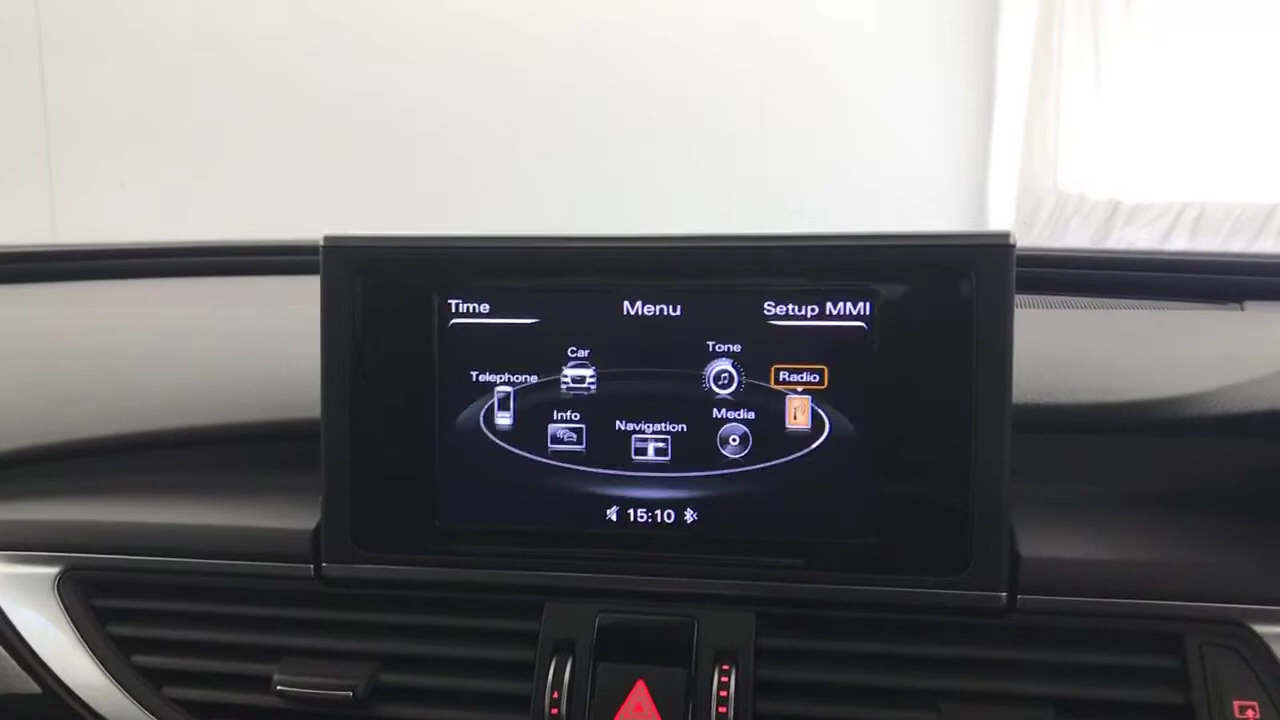 Time Menu Setup MMI
Car Tone
Telephone Radio
Info Navigation Media
15:10